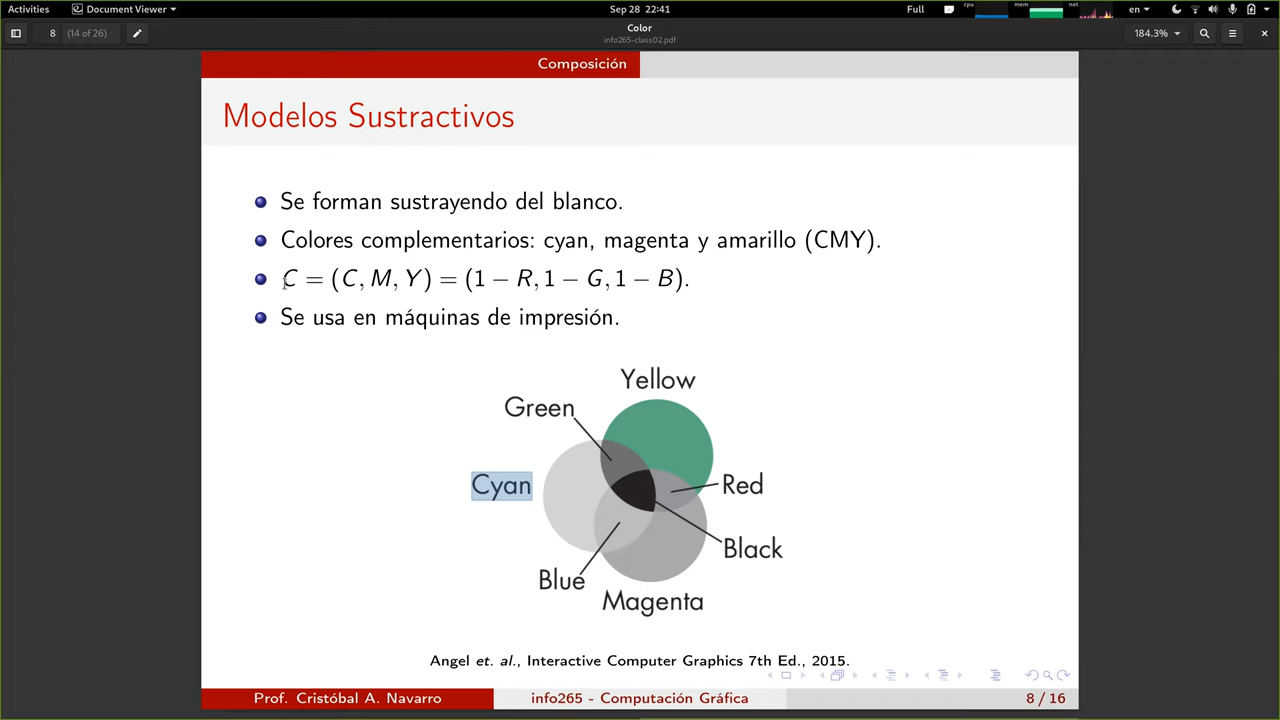 Activities
Document Viewer
Sep 28 22:41
Full
cpu
mem
net
en
8
(14 of 26)
Color
info265-class02.pdf
184.3%
Composición
Modelos Sustractivos
Se forman sustrayendo del blanco.
Colores complementarios: cyan, magenta y amarillo (CMY).
C = (C, M, Y) = (1 − R, 1 − G, 1 − B).
Se usa en máquinas de impresión.
Yellow
Green
Cyan
Red
Black
Blue
Magenta
Angel et. al., Interactive Computer Graphics 7th Ed., 2015.
Prof. Cristóbal A. Navarro
info265 - Computación Gráfica
8 / 16